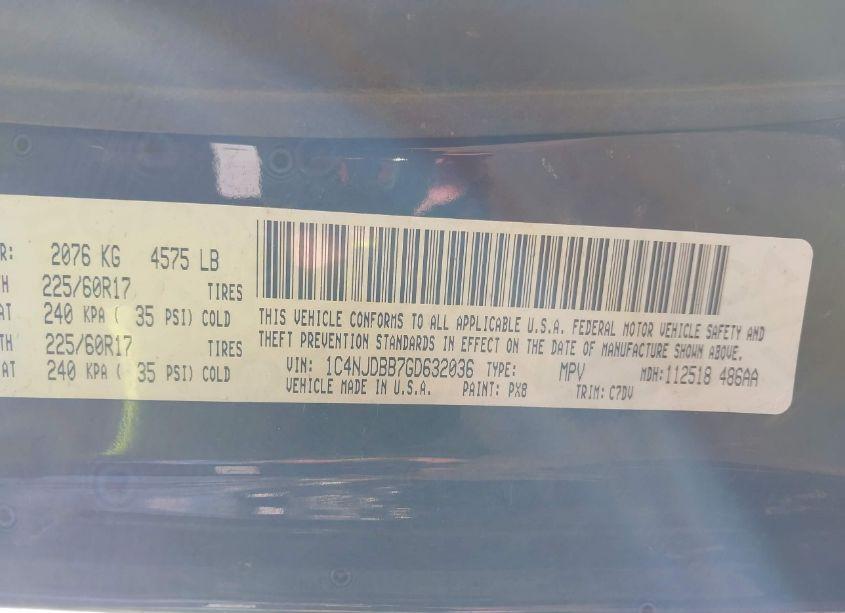 R: 2076 KG 4575 LB
TH 225/60R17 TIRES
AT 240 KPA ( 35 PSI) COLD
TH 225/60R17 TIRES
AT 240 KPA ( 35 PSI) COLD
THIS VEHICLE CONFORMS TO ALL APPLICABLE U.S.A. FEDERAL MOTOR VEHICLE SAFETY AND
THEFT PREVENTION STANDARDS IN EFFECT ON THE DATE OF MANUFACTURE SHOWN ABOVE.
VIN: 1C4NJDBB7GD632036 TYPE: MPV MDH:112518 486AA
VEHICLE MADE IN U.S.A. PAINT: PX8 TRIM: C7DV